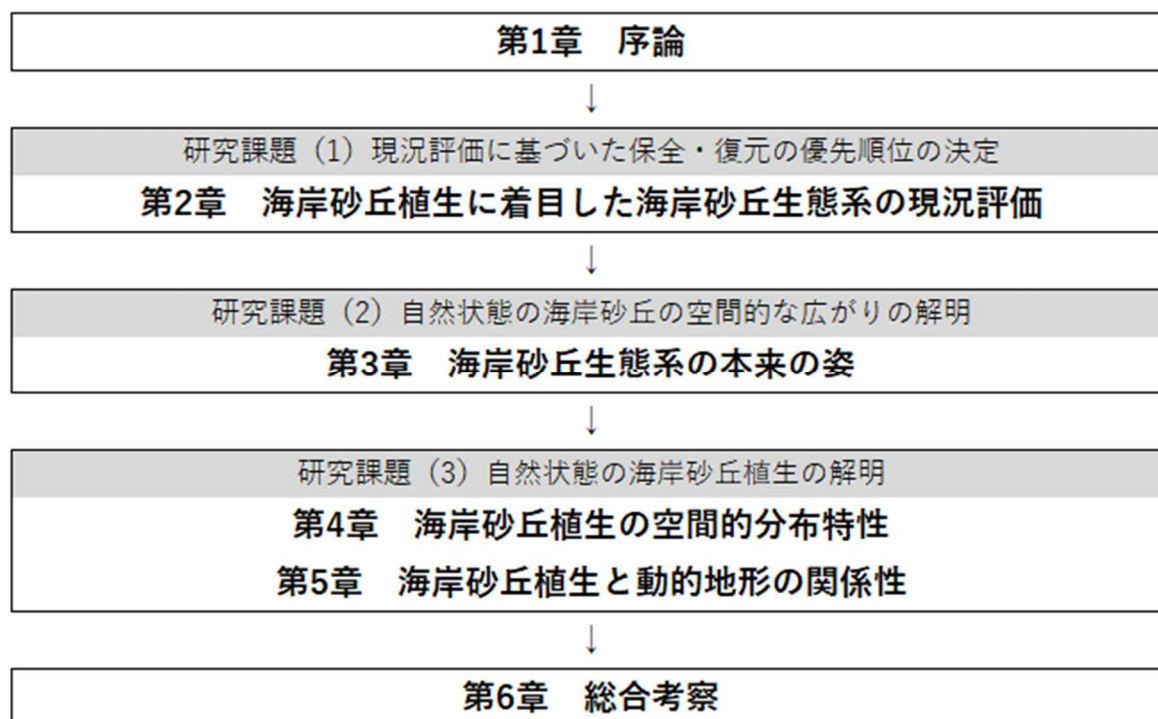 第1章　序論
↓
研究課題（1）現況評価に基づいた保全・復元の優先順位の決定
第2章　海岸砂丘植生に着目した海岸砂丘生態系の現況評価
↓
研究課題（2）自然状態の海岸砂丘の空間的な広がりの解明
第3章　海岸砂丘生態系の本来の姿
↓
研究課題（3）自然状態の海岸砂丘植生の解明
第4章　海岸砂丘植生の空間的分布特性
第5章　海岸砂丘植生と動的地形の関係性
↓
第6章　総合考察